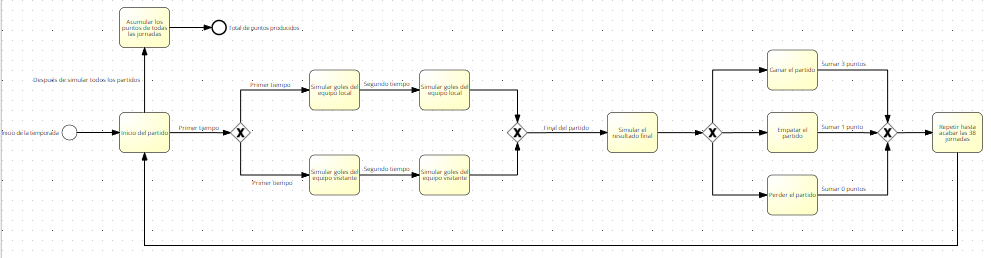 Acumular los
puntos de todas
las jornadas
Total de puntos producidos
Después de simular todos los partidos
Inicio de la temporada
Inicio del partido
Primer tiempo
Primer tiempo
Simular goles del
equipo local
Segundo tiempo
Simular goles del
equipo local
Primer tiempo
Simular goles del
equipo visitante
Segundo tiempo
Simular goles del
equipo visitante
Final del partido
Simular el
resultado final
Ganar el partido
Sumar 3 puntos
Empatar el
partido
Sumar 1 punto
Perder el partido
Sumar 0 puntos
Repetir hasta
acabar las 38
jornadas